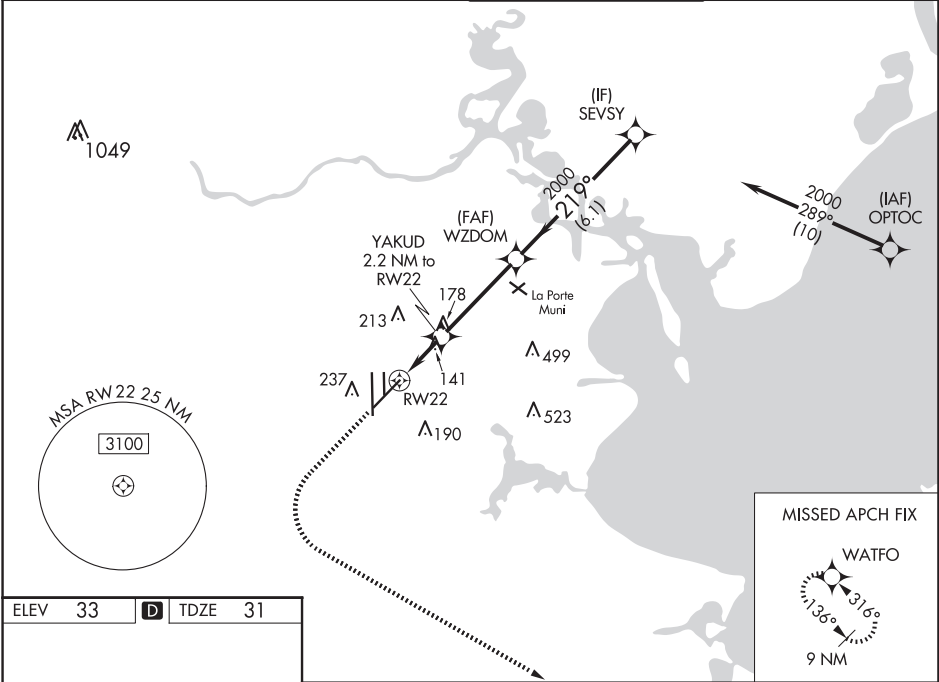 1049
(IF)
SEVSY
2000
219°
(6.1)
2000
289°
(10)
(IAF)
OPTOC
(FAF)
WZDOM
YAKUD
2.2 NM to
RW22
178
La Porte
Muni
213
499
141
237
RW22
523
190
MSA RW22 25 NM
3100
MISSED APCH FIX
WATFO
136°
316°
9 NM
ELEV 33 D TDZE 31